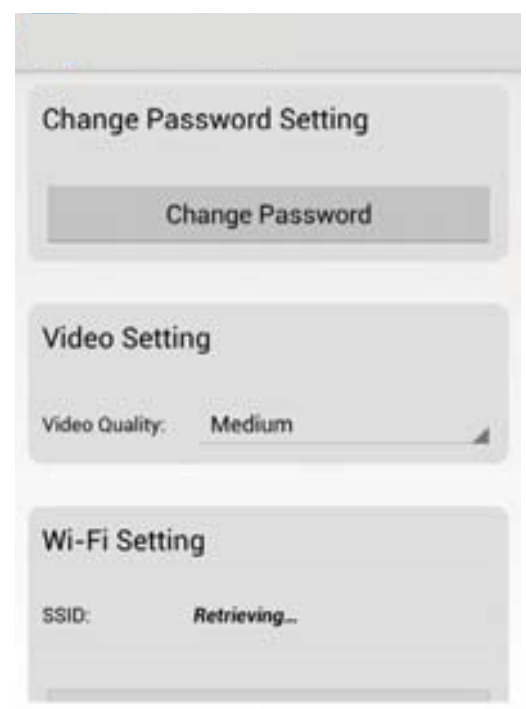 Change Password Setting
Change Password
Video Setting
Video Quality: Medium
Wi-Fi Setting
SSID: Retrieving...